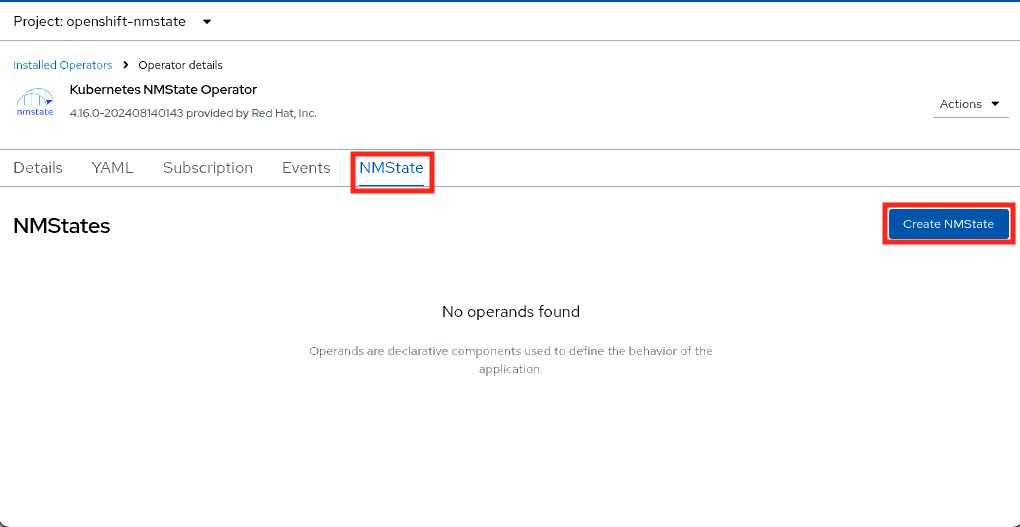 Project: openshift-nmstate
Installed Operators > Operator details
Kubernetes NMState Operator
nmstate
4.16.0-202408140143 provided by Red Hat, Inc.
Actions
Details YAML Subscription Events NMState
NMStates
Create NMState
No operands found
Operands are declarative components used to define the behavior of the
application.